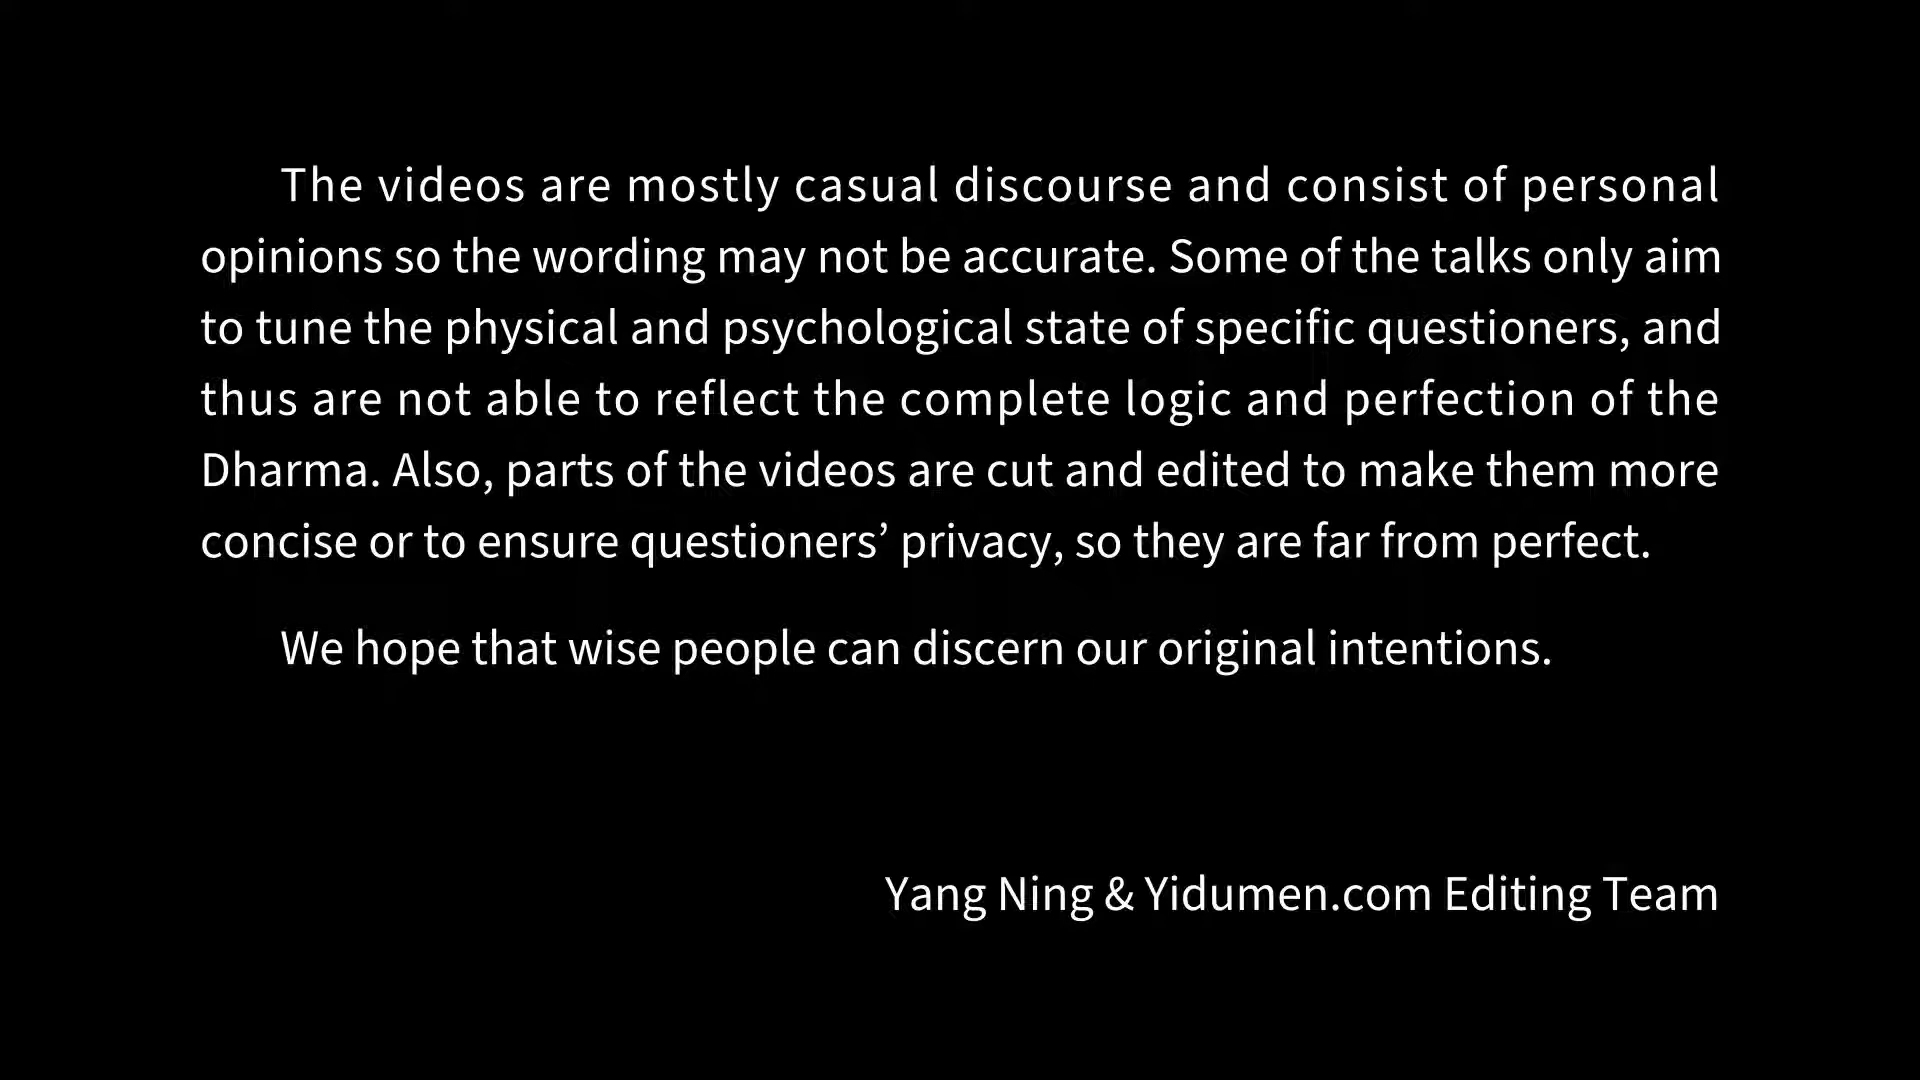 The videos are mostly casual discourse and consist of personal
opinions so the wording may not be accurate. Some of the talks only aim
to tune the physical and psychological state of specific questioners, and
thus are not able to reflect the complete logic and perfection of the
Dharma. Also, parts of the videos are cut and edited to make them more
concise or to ensure questioners’ privacy, so they are far from perfect.
We hope that wise people can discern our original intentions.
Yang Ning & Yidumen.com Editing Team